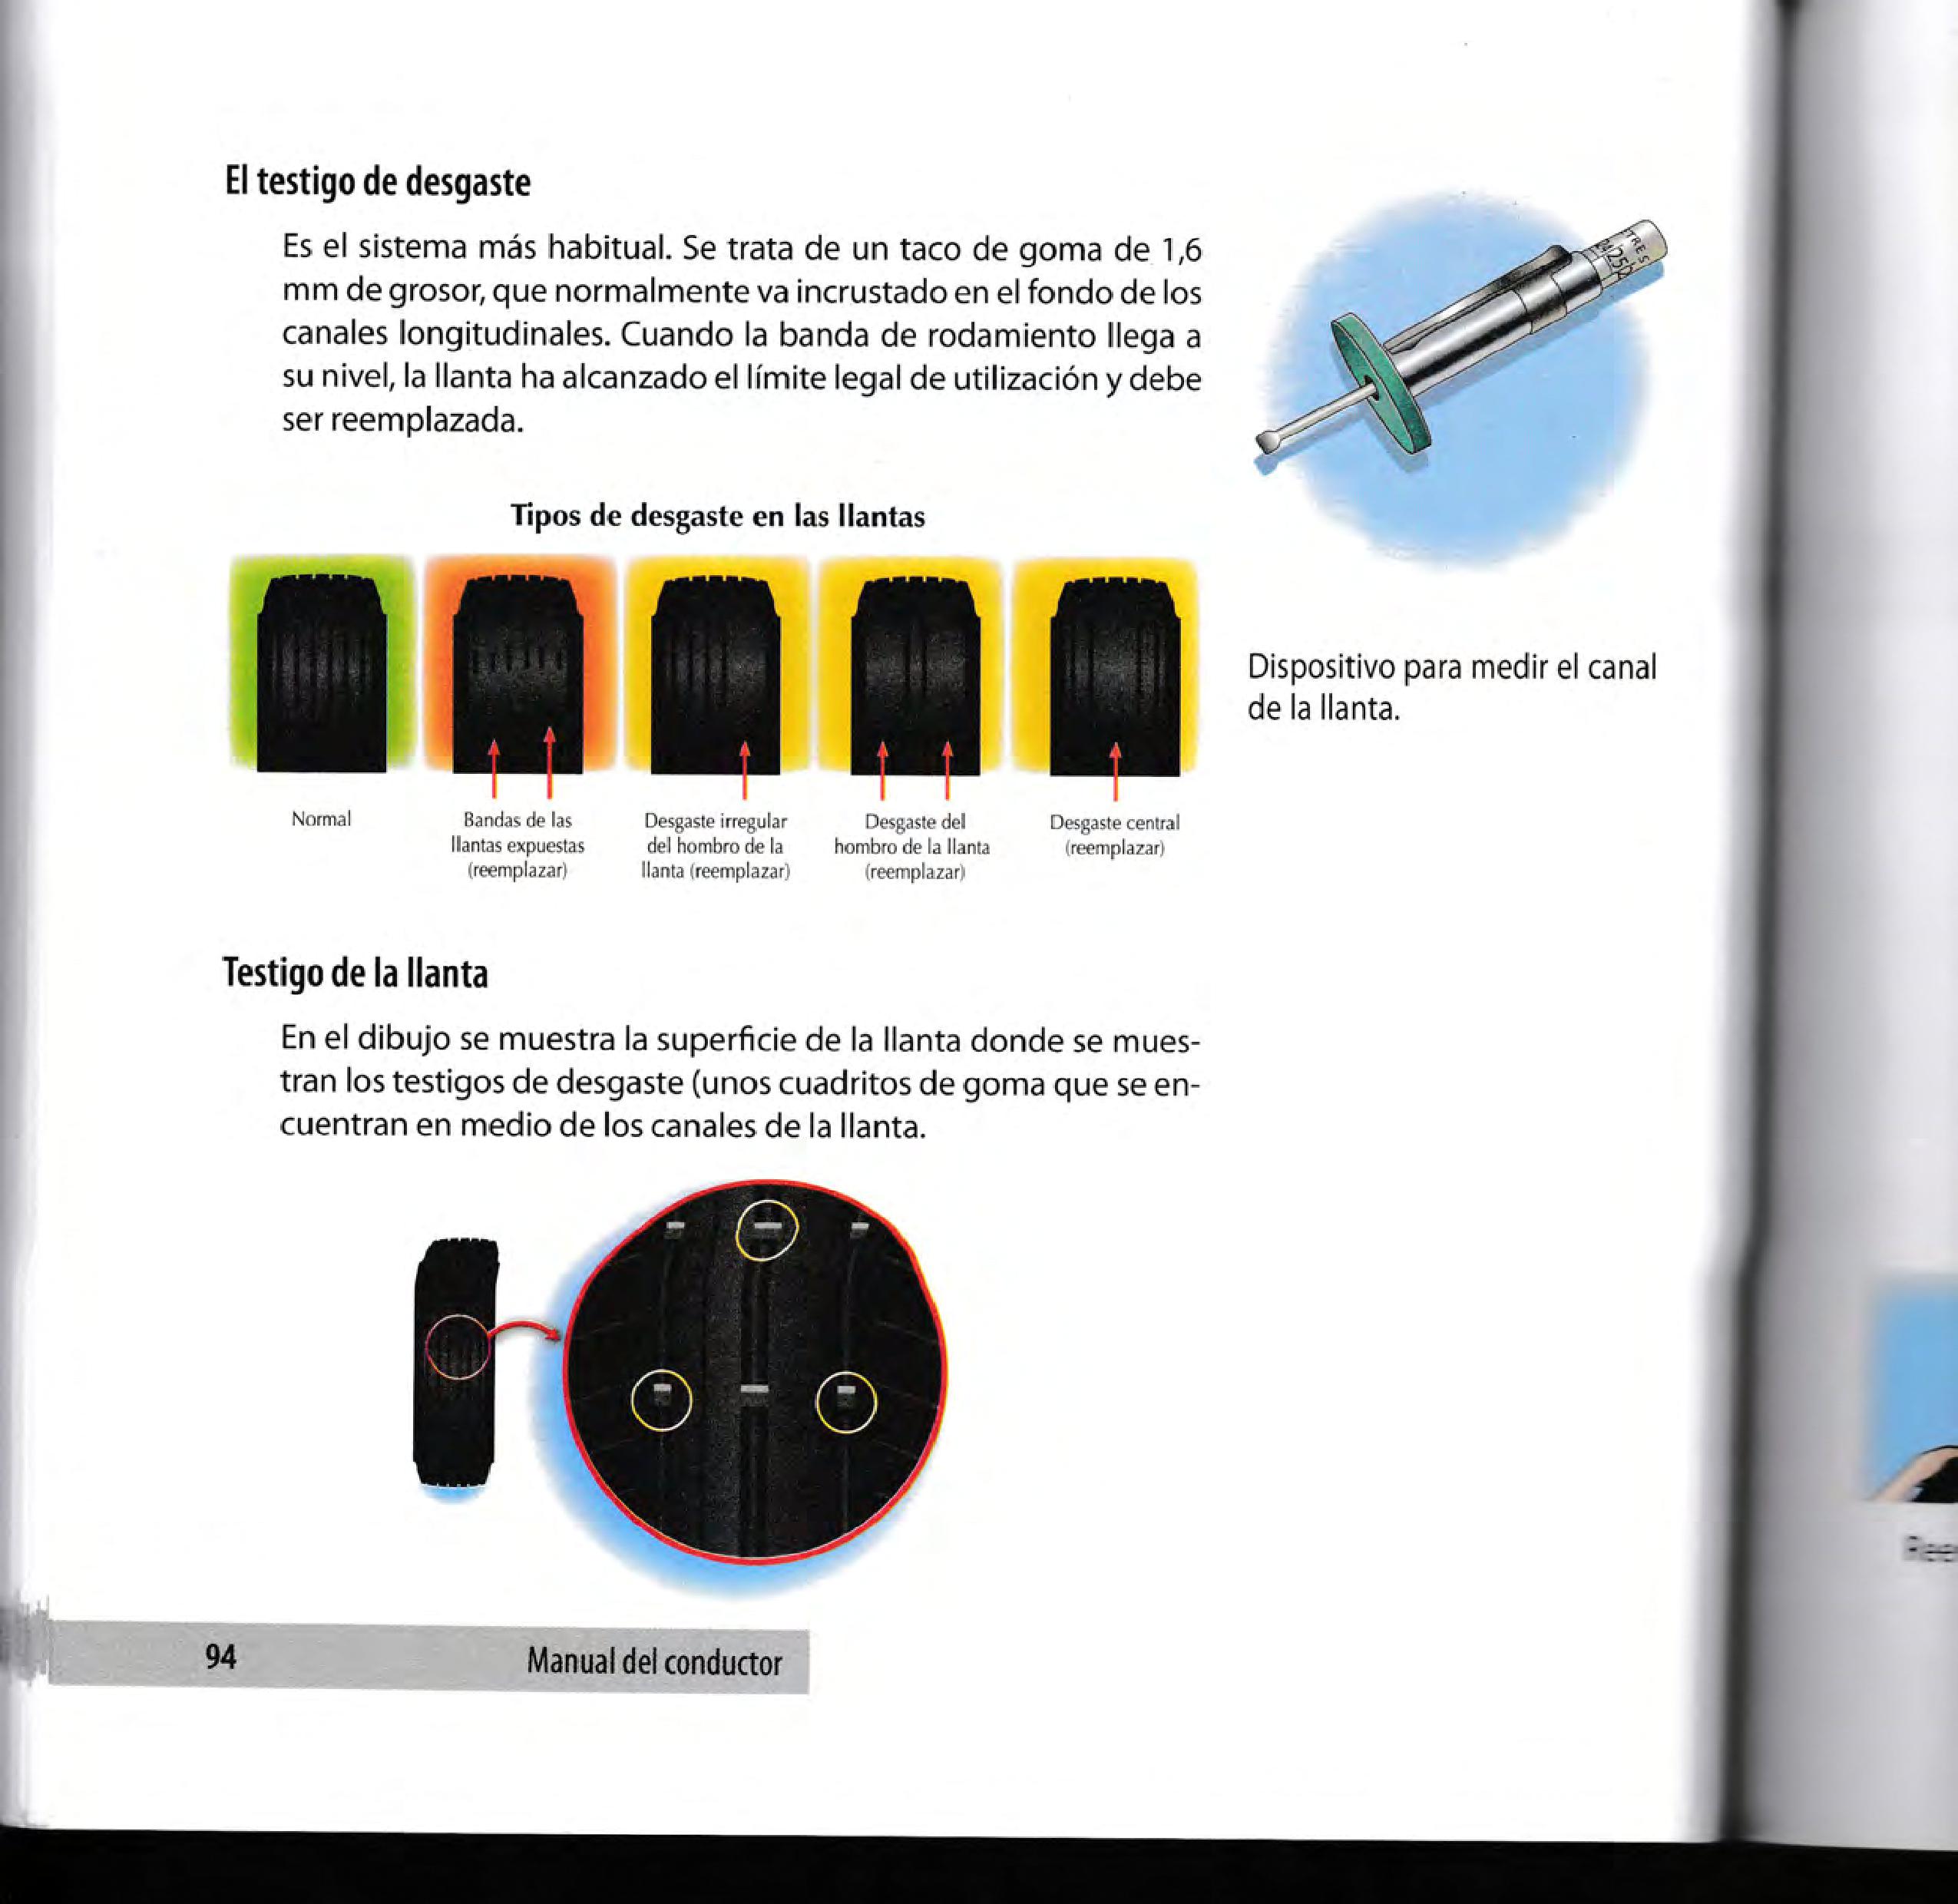 El testigo de desgaste
Es el sistema más habitual. Se trata de un taco de goma de 1,6
mm de grosor, que normalmente va incrustado en el fondo de los
canales longitudinales. Cuando la banda de rodamiento llega a
su nivel, la llanta ha alcanzado el límite legal de utilización y debe
ser reemplazada.
Tipos de desgaste en las llantas
Normal
Bandas de las
llantas expuestas
(reemplazar)
Desgaste irregular
del hombro de la
llanta (reemplazar)
Desgaste del
hombro de la llanta
(reemplazar)
Desgaste central
(reemplazar)
Dispositivo para medir el canal
de la llanta.
Testigo de la llanta
En el dibujo se muestra la superficie de la llanta donde se mues-
tran los testigos de desgaste (unos cuadritos de goma que se en-
cuentran en medio de los canales de la llanta.
94
Manual del conductor